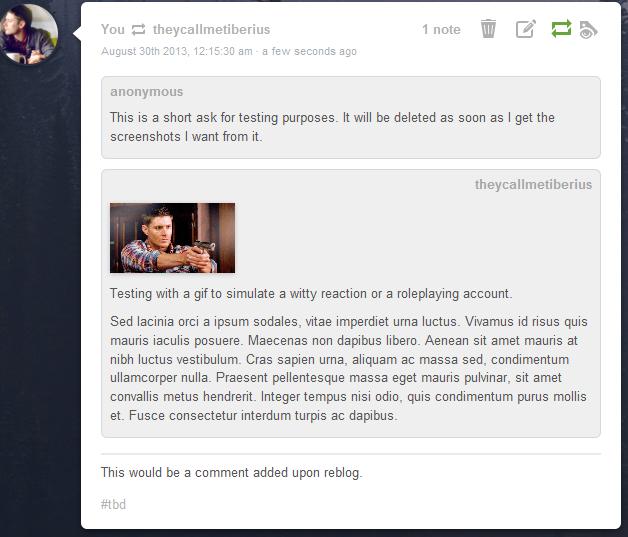 You theycallmetiberius
1 note
August 30th 2013, 12:15:30 am · a few seconds ago
anonymous
This is a short ask for testing purposes. It will be deleted as soon as I get the
screenshots I want from it.
theycallmetiberius
Testing with a gif to simulate a witty reaction or a roleplaying account.
Sed lacinia orci a ipsum sodales, vitae imperdiet urna luctus. Vivamus id risus quis
mauris iaculis posuere. Maecenas non dapibus libero. Aenean sit amet mauris at
nibh luctus vestibulum. Cras sapien urna, aliquam ac massa sed, condimentum
ullamcorper nulla. Praesent pellentesque massa eget mauris pulvinar, sit amet
convallis metus hendrerit. Integer tempus nisi odio, quis condimentum purus mollis
et. Fusce consectetur interdum turpis ac dapibus.
This would be a comment added upon reblog.
#tbd